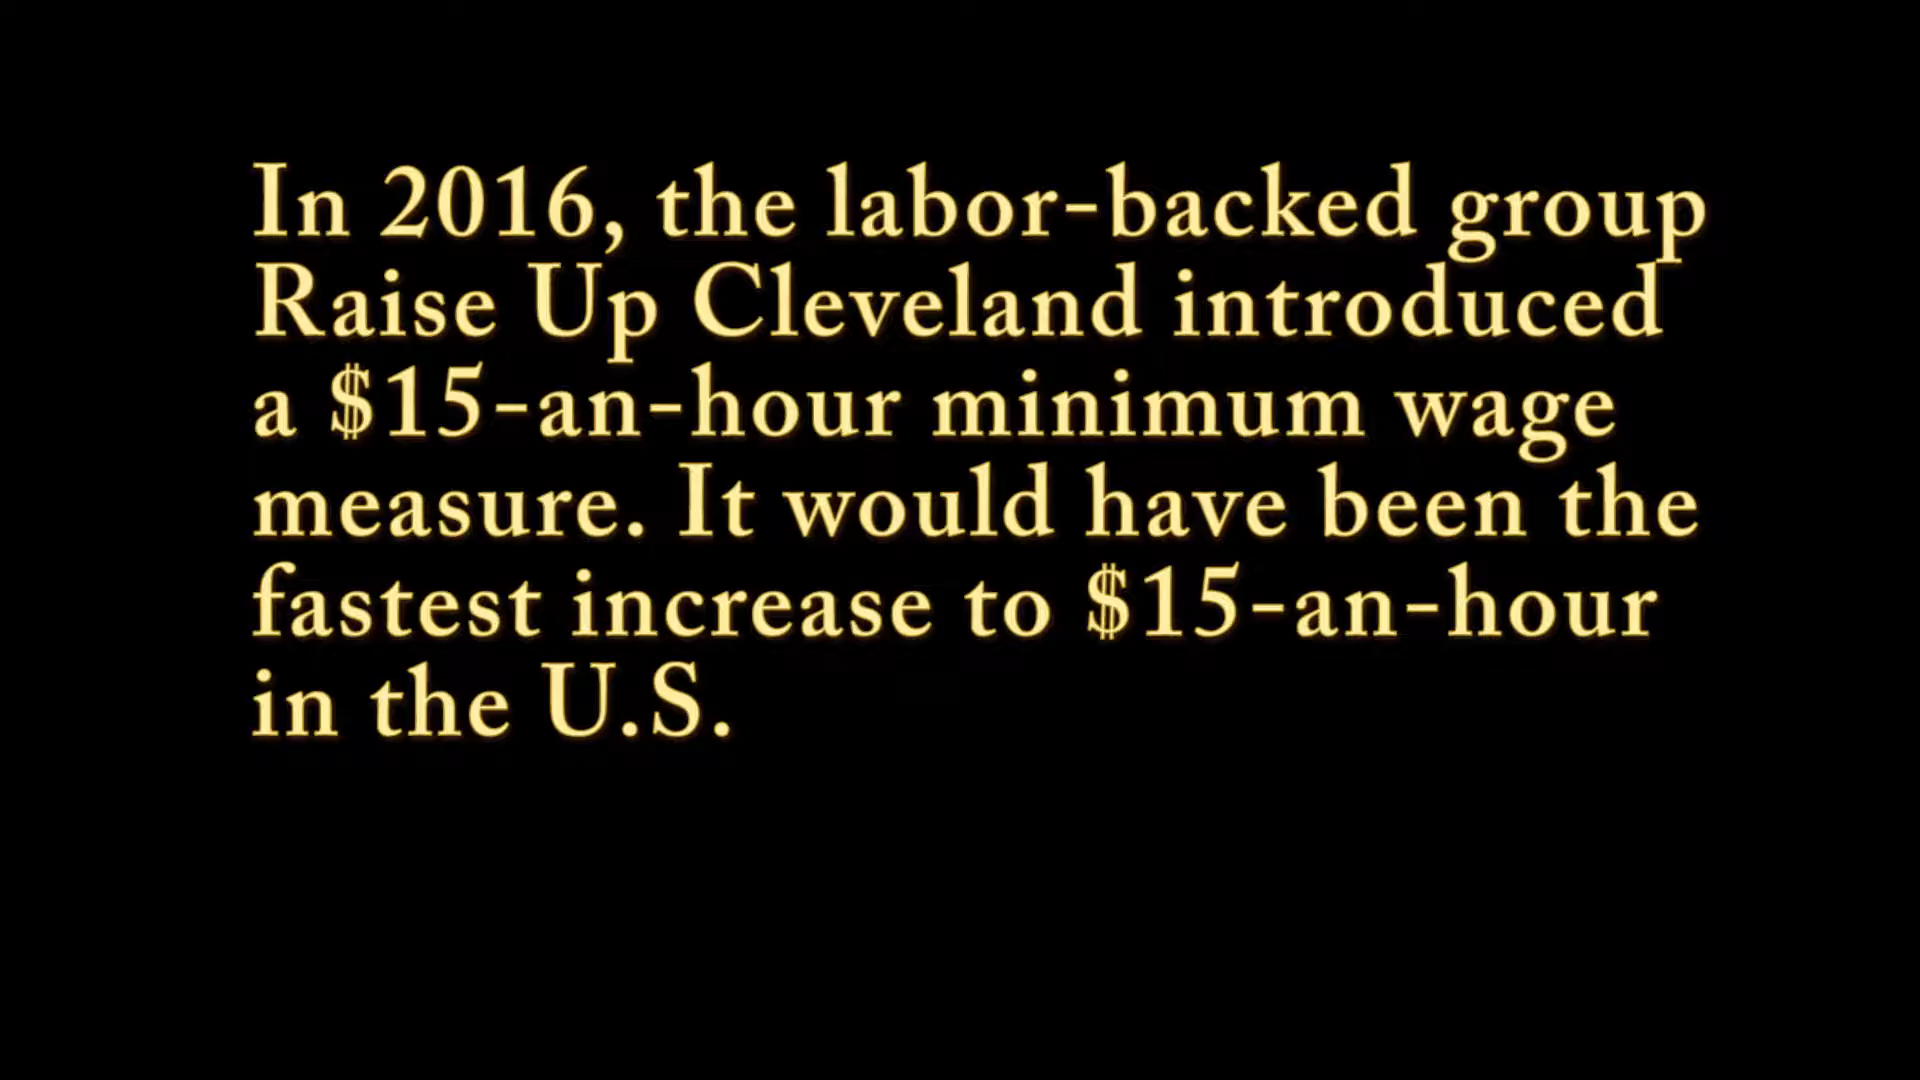 In 2016, the labor-backed group
Raise Up Cleveland introduced
a $15-an-hour minimum wage
measure. It would have been the
fastest increase to $15-an-hour
in the U.S.